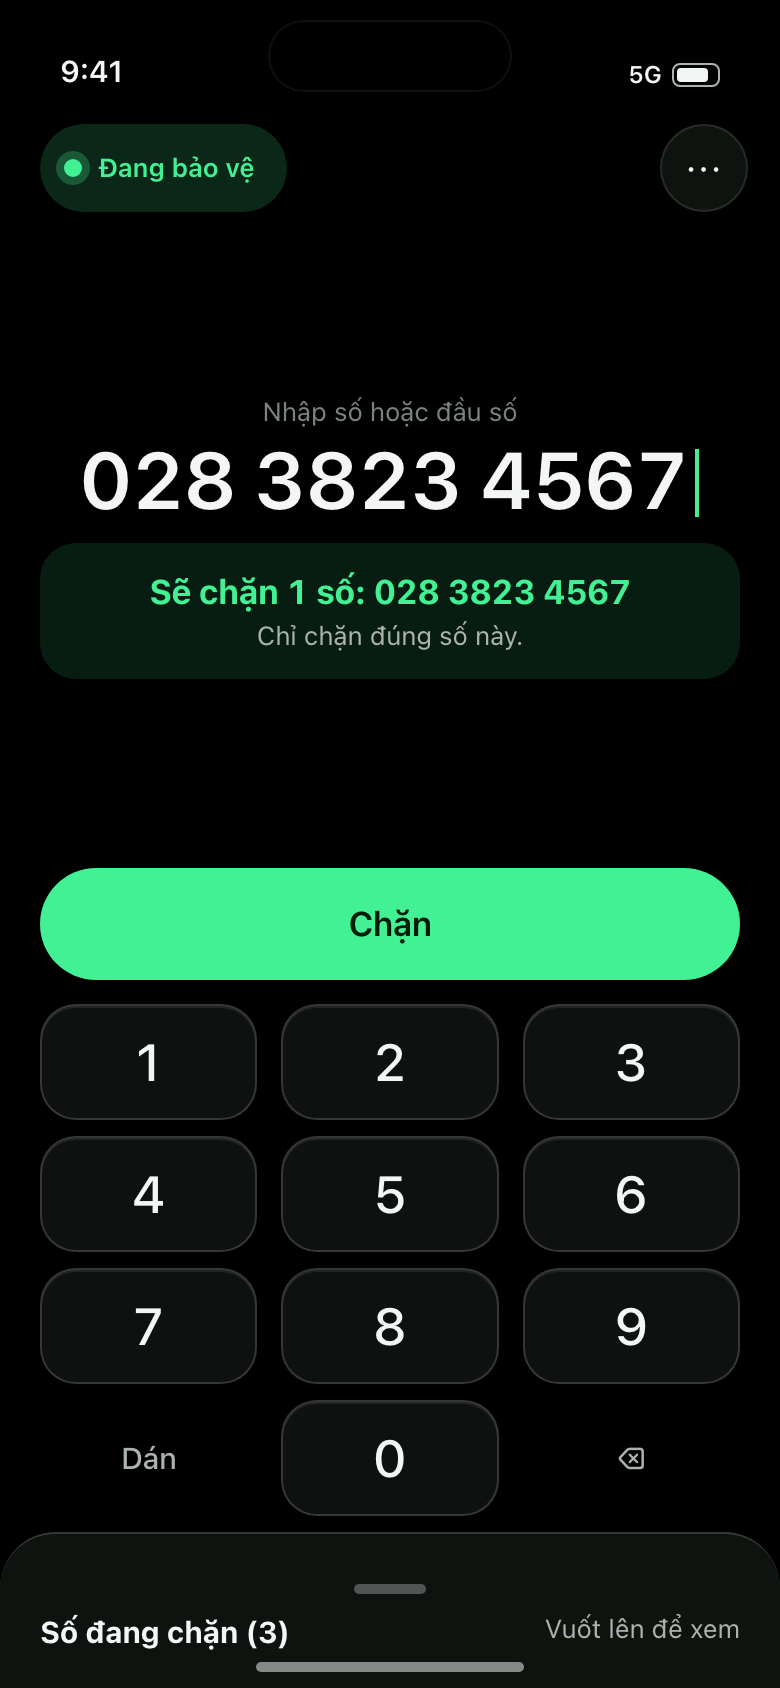 9:41
5G
Đang bảo vệ
Nhập số hoặc đầu số
028 3823 4567
Sẽ chặn 1 số: 028 3823 4567
Chỉ chặn đúng số này.
Chặn
1 2 3
4 5 6
7 8 9
Dán 0
Số đang chặn (3)
Vuốt lên để xem